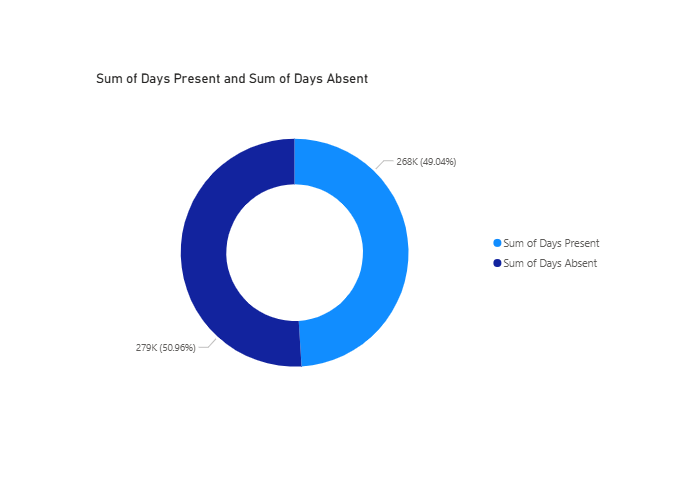 Sum of Days Present and Sum of Days Absent
268K (49.04%)
Sum of Days Present
Sum of Days Absent
279K (50.96%)